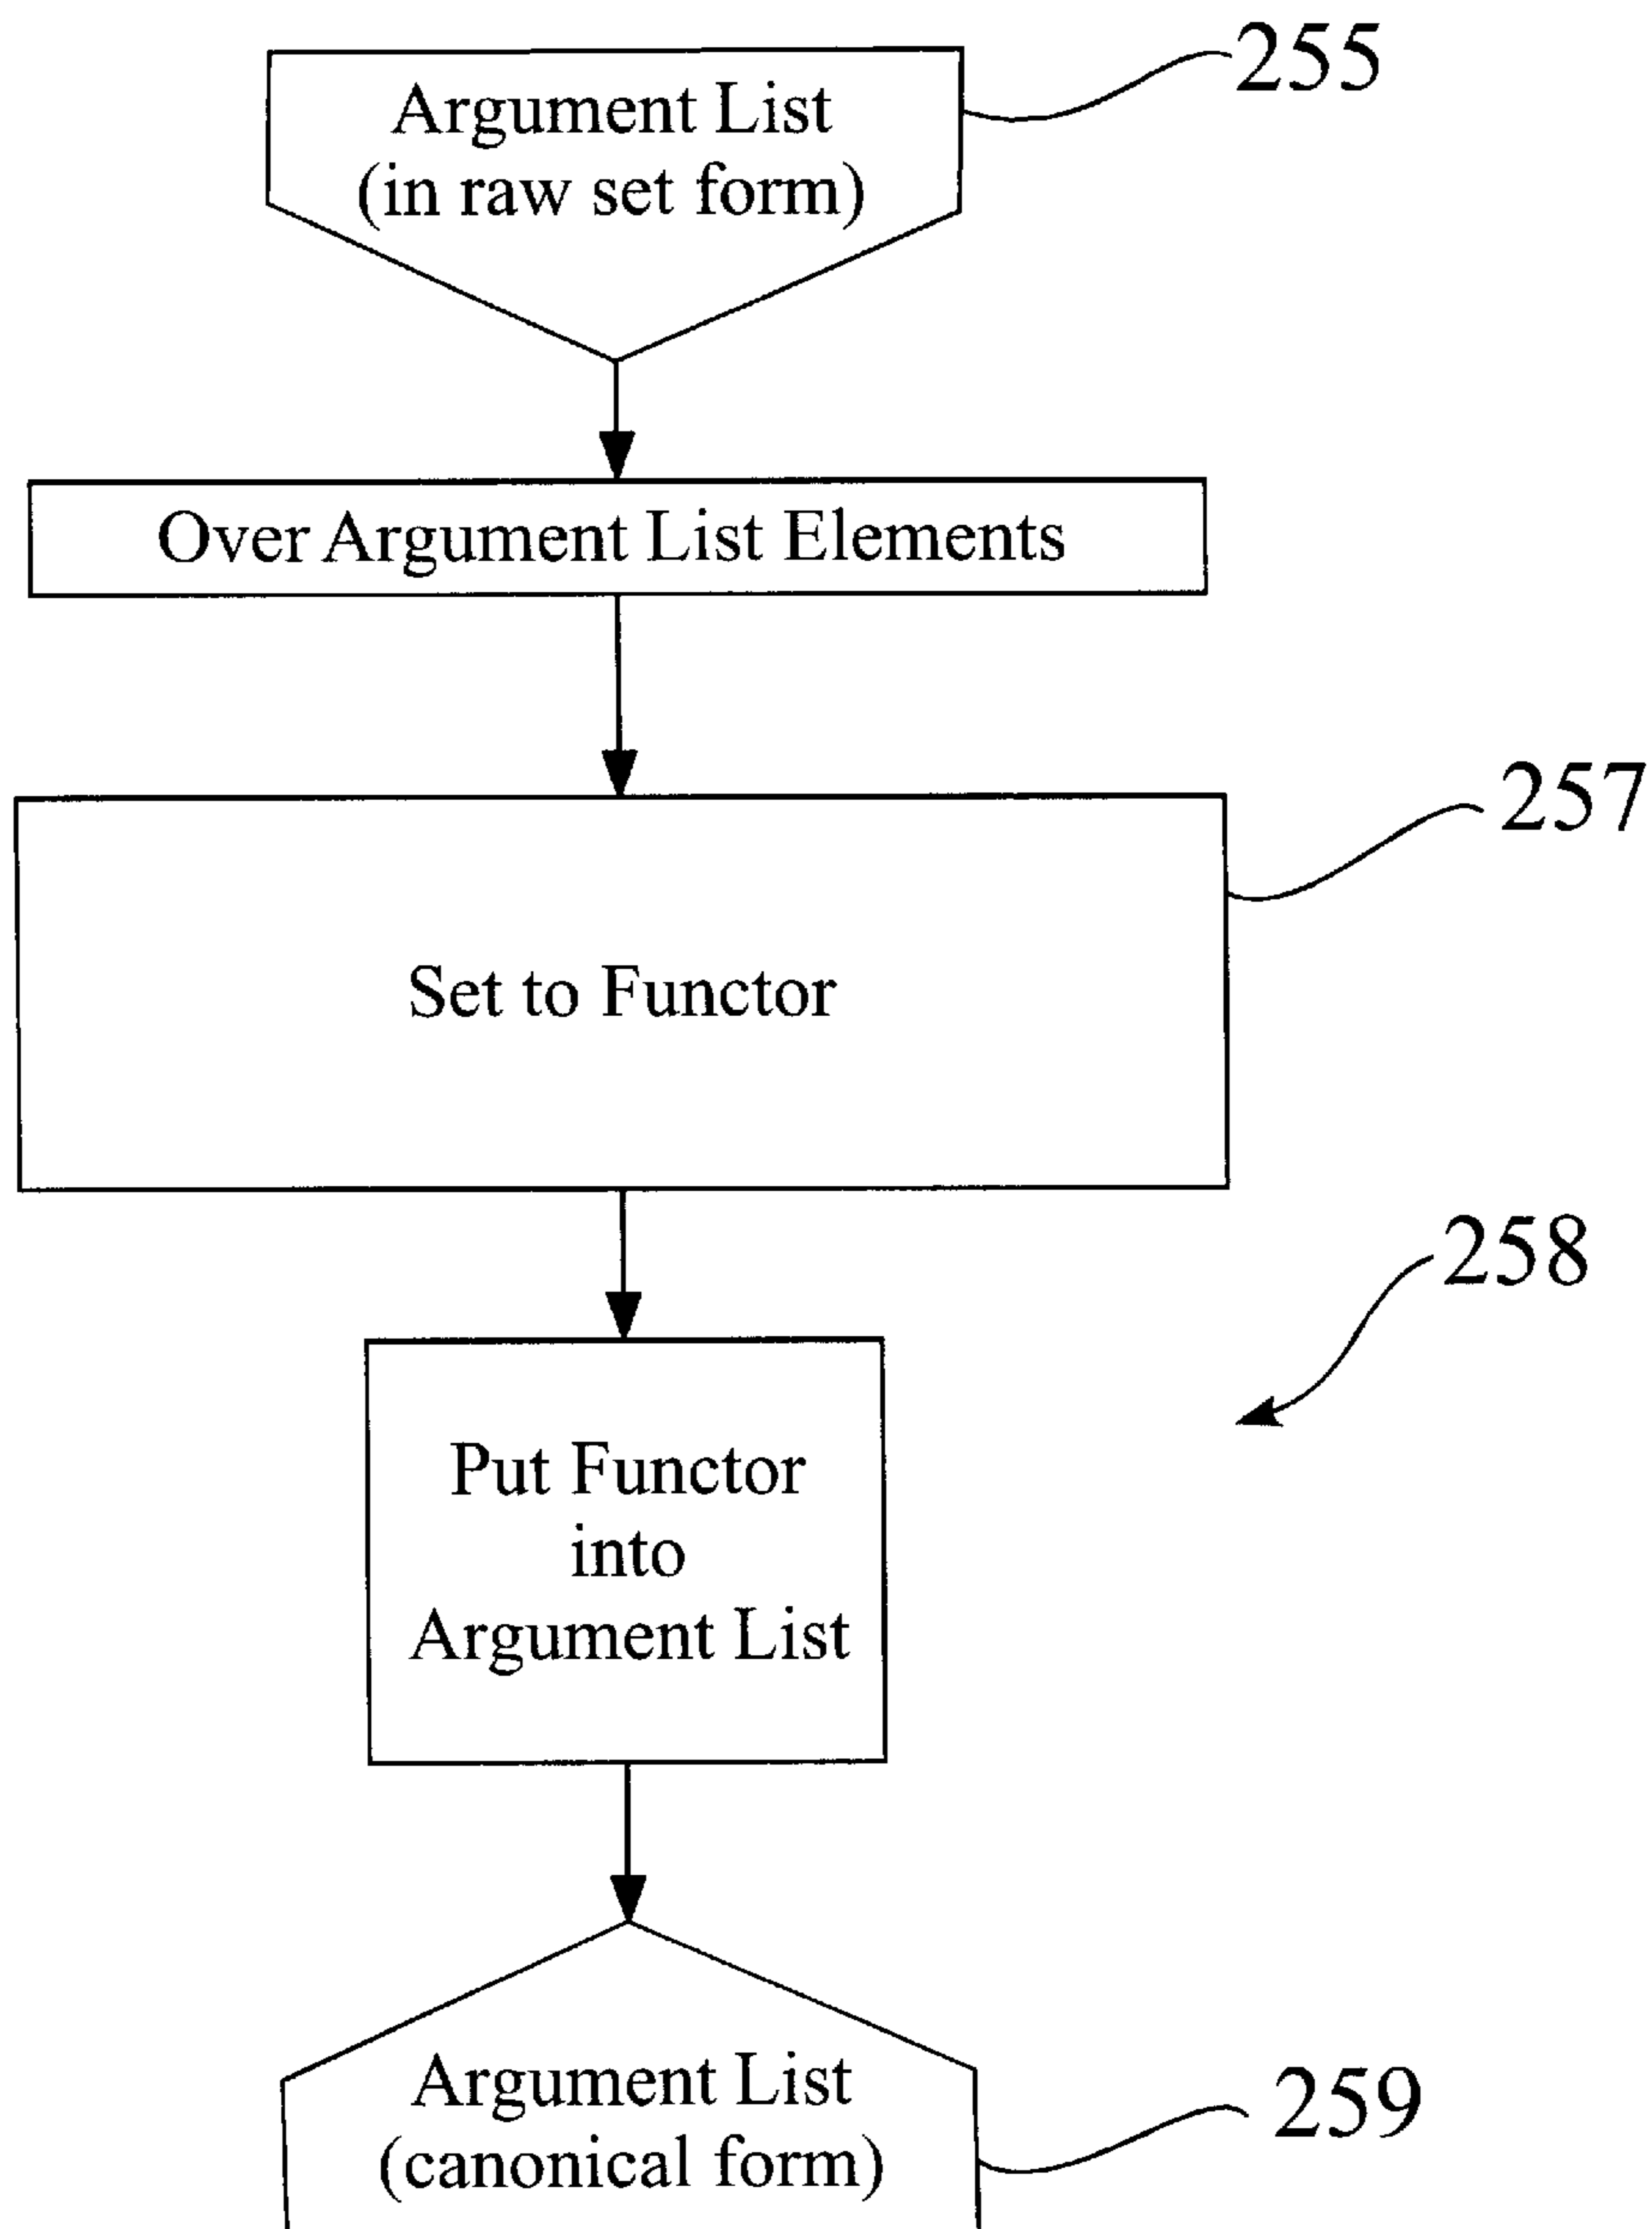 255
Argument List
(in raw set form)
Over Argument List Elements
257
Set to Functor
258
Put Functor
into
Argument List
Argument List
259
(canonical form)